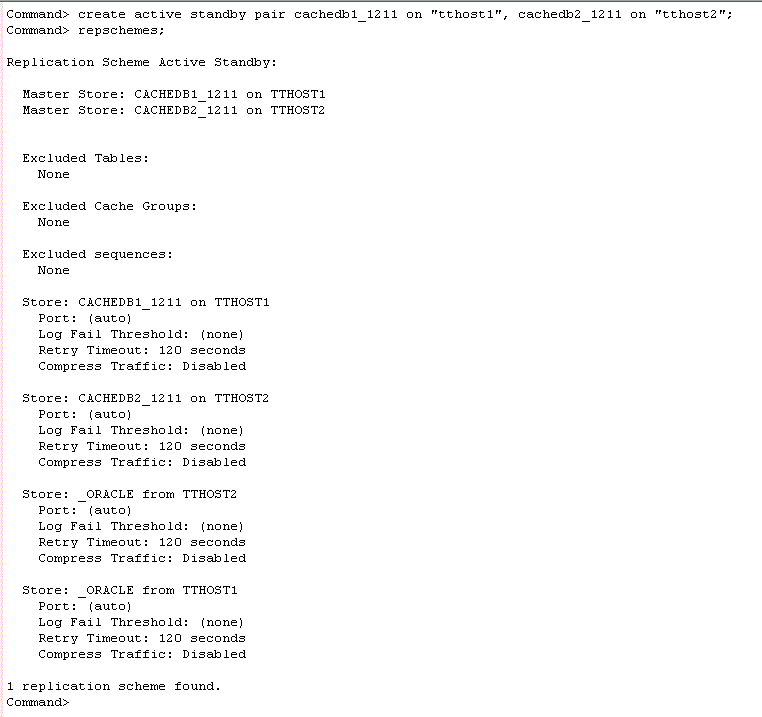 Command> create active standby pair cachedb1_1211 on "tthost1", cachedb2_1211 on "tthost2";
Command> repschemes;
Replication Scheme Active Standby:
Master Store: CACHEDB1_1211 on TTHOST1
Master Store: CACHEDB2_1211 on TTHOST2
Excluded Tables:
None
Excluded Cache Groups:
None
Excluded sequences:
None
Store: CACHEDB1_1211 on TTHOST1
Port: (auto)
Log Fail Threshold: (none)
Retry Timeout: 120 seconds
Compress Traffic: Disabled
Store: CACHEDB2_1211 on TTHOST2
Port: (auto)
Log Fail Threshold: (none)
Retry Timeout: 120 seconds
Compress Traffic: Disabled
Store: _ORACLE from TTHOST2
Port: (auto)
Log Fail Threshold: (none)
Retry Timeout: 120 seconds
Compress Traffic: Disabled
Store: _ORACLE from TTHOST1
Port: (auto)
Log Fail Threshold: (none)
Retry Timeout: 120 seconds
Compress Traffic: Disabled
1 replication scheme found.
Command>